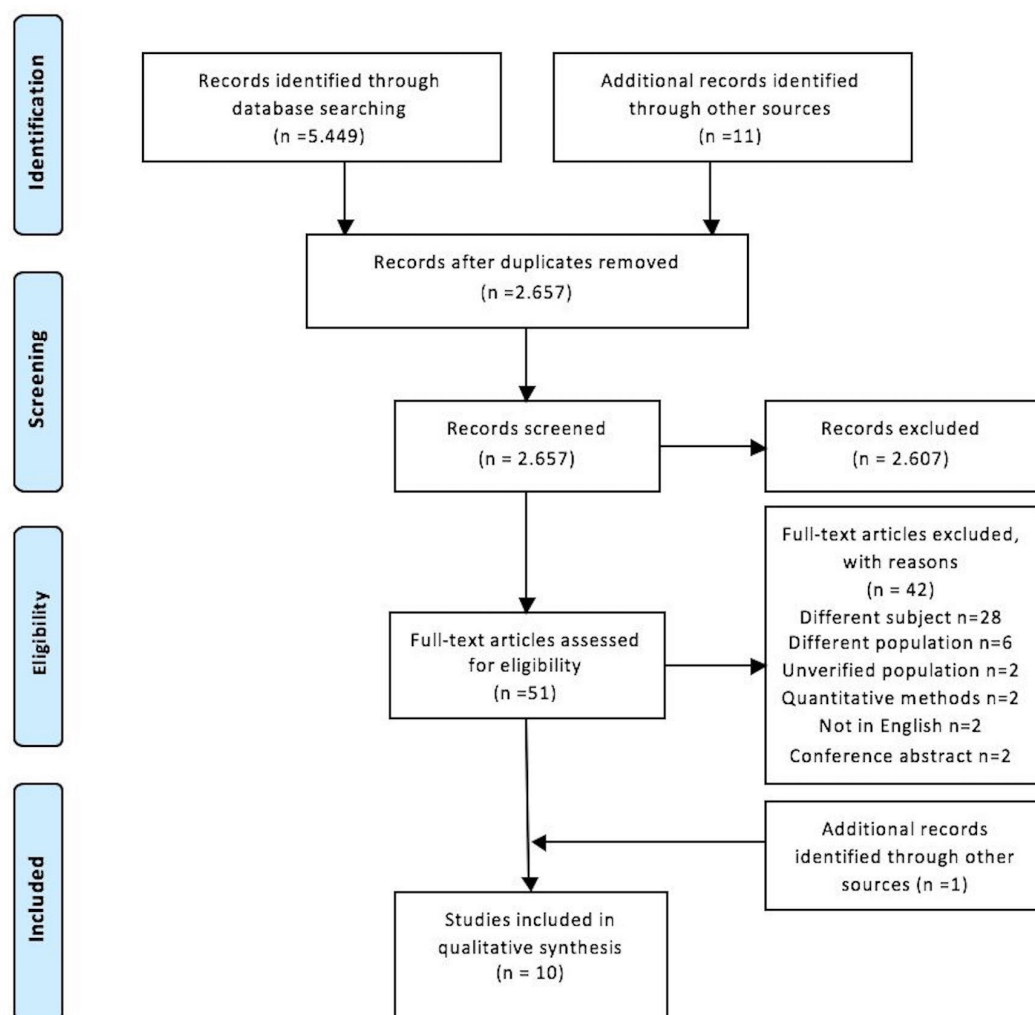 Identification
Records identified through
database searching
(n =5.449)
Additional records identified
through other sources
(n =11)
Records after duplicates removed
(n =2.657)
Screening
Records screened
(n = 2.657)
Records excluded
(n = 2.607)
Eligibility
Full-text articles assessed
for eligibility
(n =51)
Full-text articles excluded,
with reasons
(n = 42)
Different subject n=28
Different population n=6
Unverified population n=2
Quantitative methods n=2
Not in English n=2
Conference abstract n=2
Included
Additional records
identified through other
sources (n =1)
Studies included in
qualitative synthesis
(n = 10)